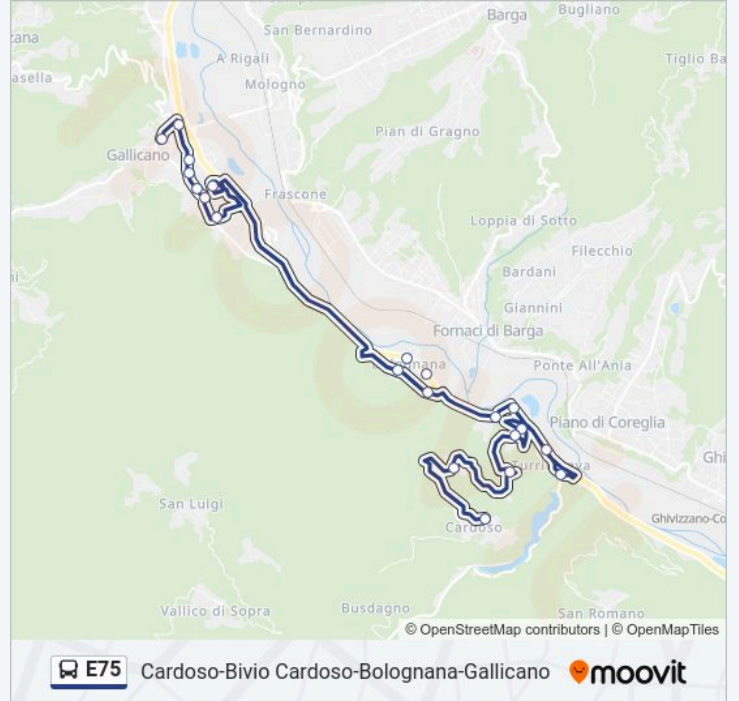 Barga
Bugliano
zana
San Bernardino
A Rigali
Tiglio Ba
asella
Mologno
Pian di Gragno
Gallicano
Frascone
Loppia di Sotto
Filecchio
ni
Bardani
Giannini
Fornaci di Barga
Ponte All'Ania
Piano di Coreglia
Ghi
San Luigi
Ghivizzano-Co
Cardoso
Vallico di Sopra
Busdagno
San Romano
© OpenStreetMap contributors | © OpenMapTiles
E75 Cardoso-Bivio Cardoso-Bolognana-Gallicano moovit